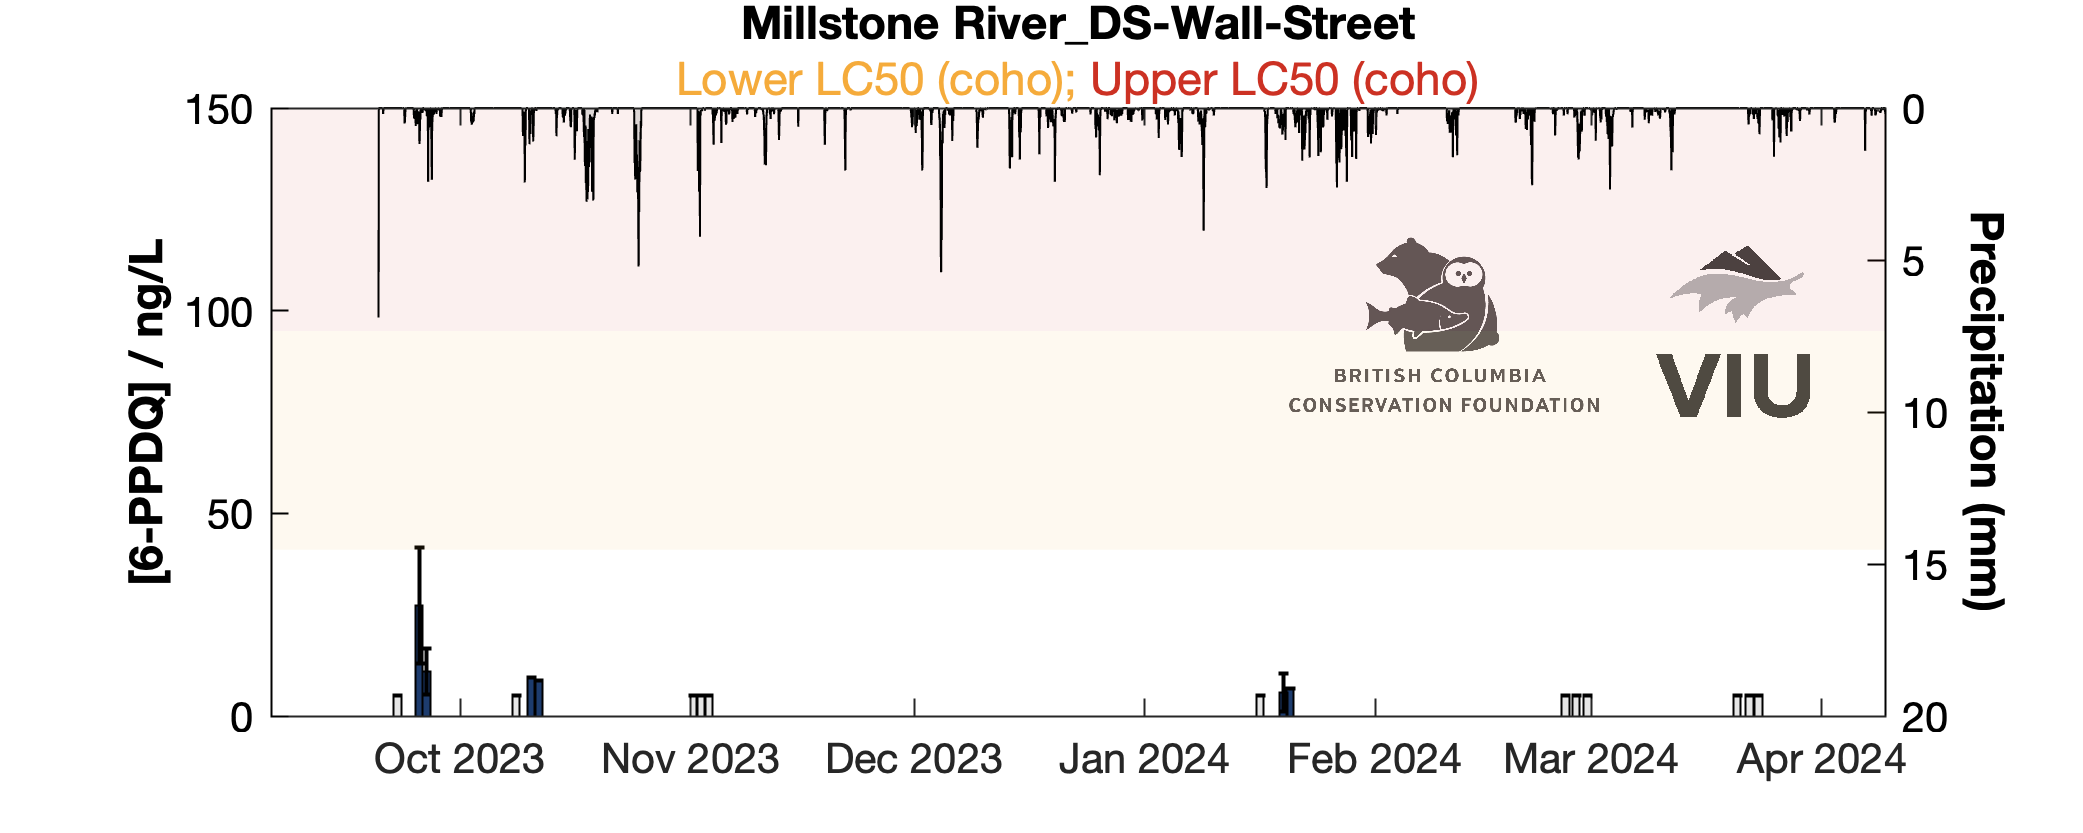 Millstone River_DS-Wall-Street
Lower LC50 (coho); Upper LC50 (coho)
150
100
50
0
[6-PPDQ] / ng/L
0
5
10
15
20
Precipitation (mm)
BRITISH COLUMBIA
CONSERVATION FOUNDATION
VIU
Oct 2023 Nov 2023 Dec 2023 Jan 2024 Feb 2024 Mar 2024 Apr 2024